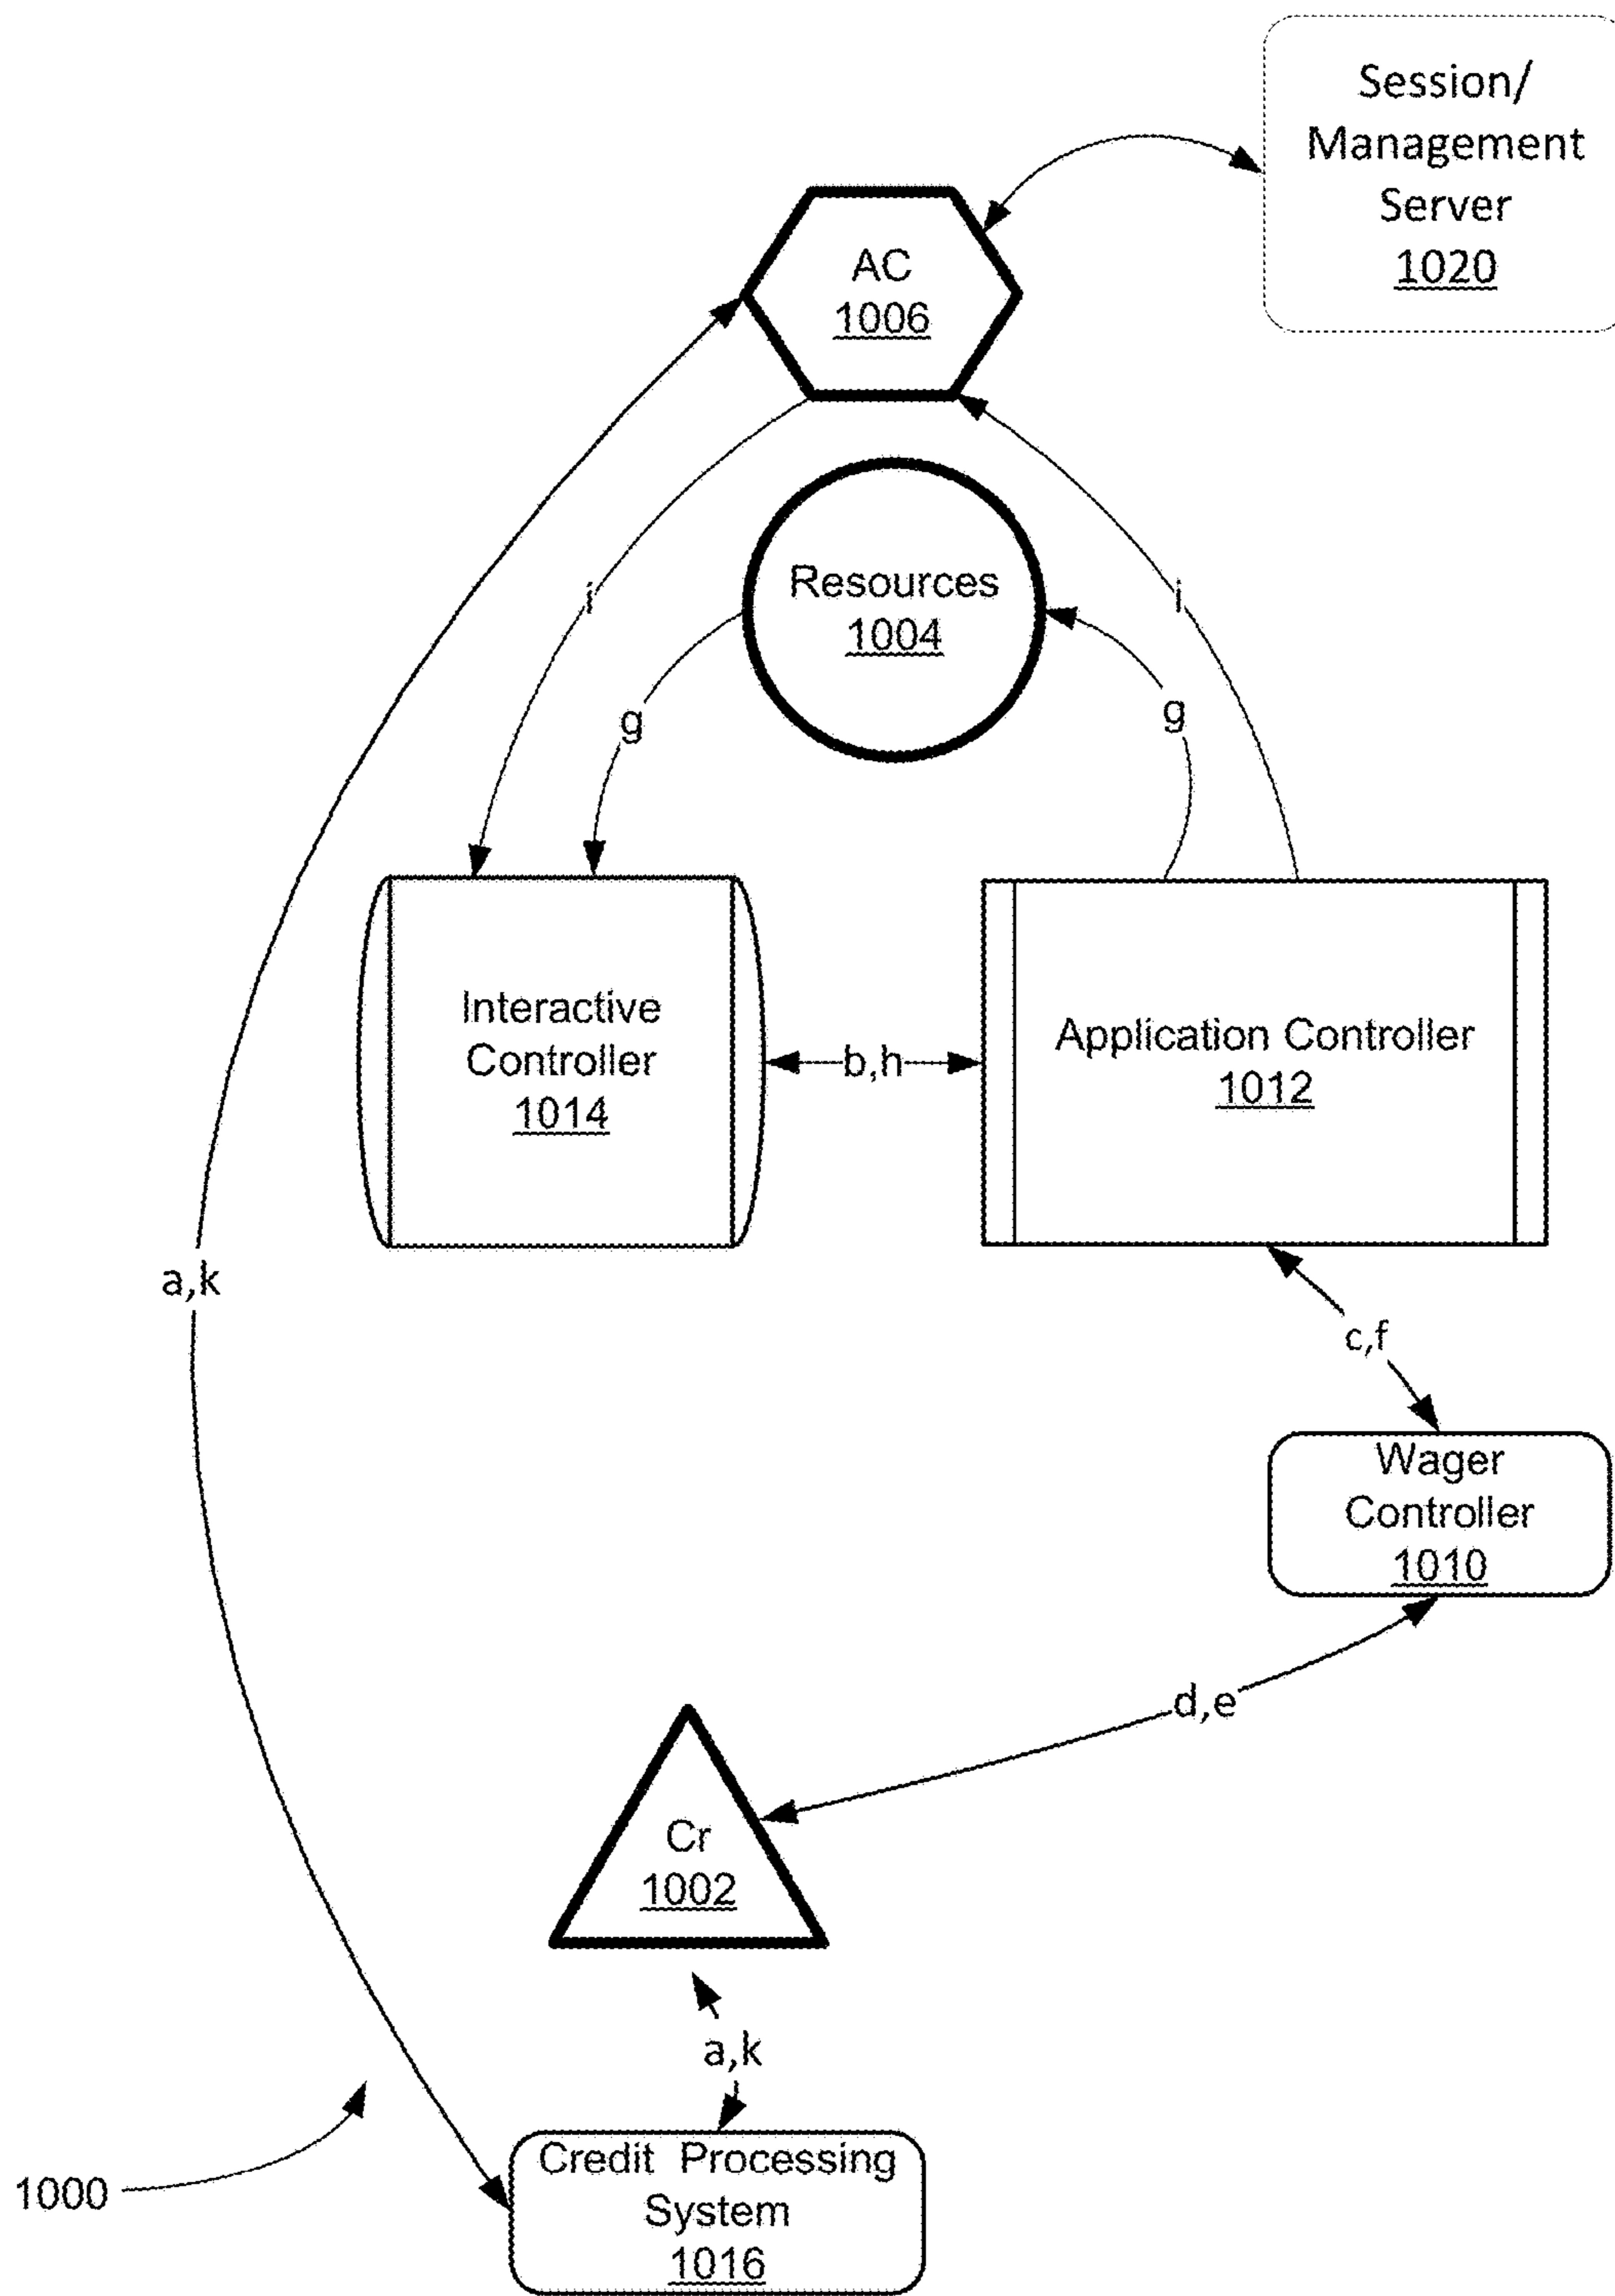 Session/
Management
Server
1020
AC
1006
Resources
1004
i
i
g
g
Interactive
Controller
1014
b,h
Application Controller
1012
a,k
c,f
Wager
Controller
1010
d,e
Cr
1002
a,k
Credit Processing
System
1016
1000